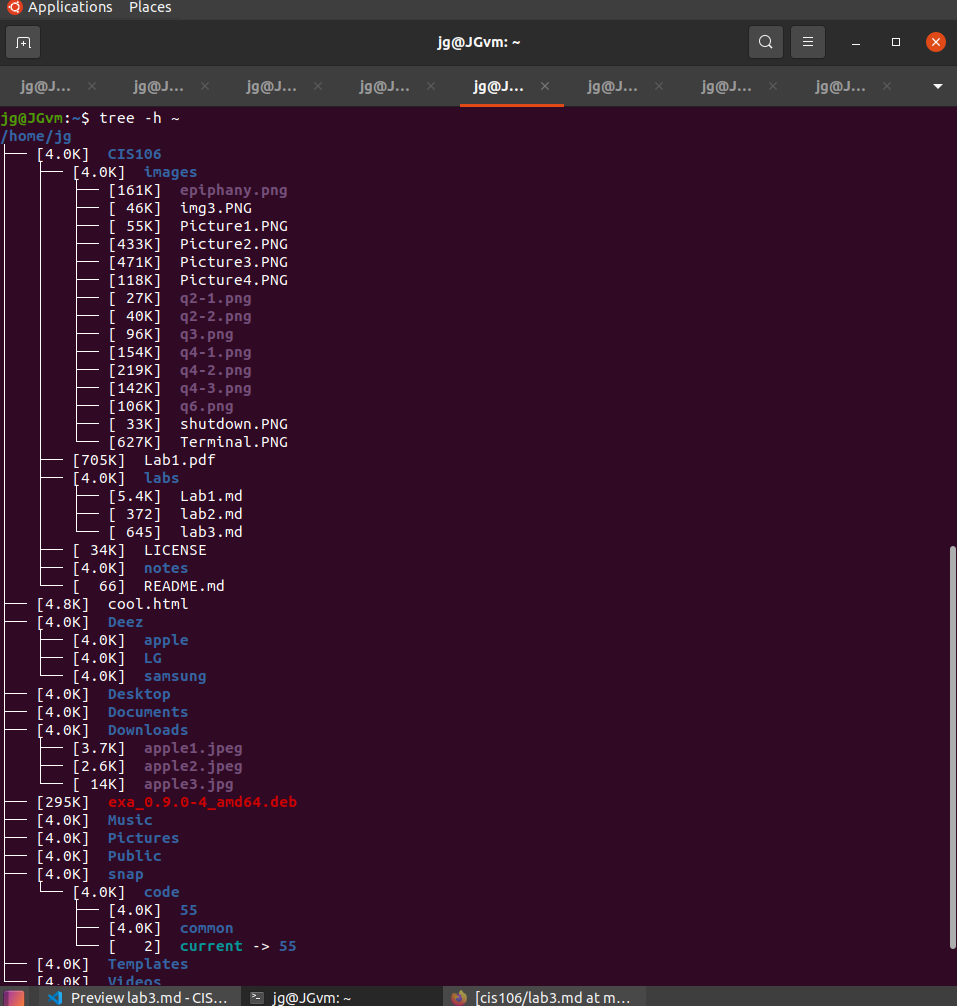 Applications Places
jg@JGvm: ~
jg@J... × jg@J... × jg@J... × jg@J... × jg@J... × jg@J... × jg@J... × jg@J... ×
jg@JGvm:~$ tree -h ~
/home/jg
├── [4.0K]  CIS106
│   ├── [4.0K]  images
│   │   ├── [161K]  epiphany.png
│   │   ├── [ 46K]  img3.PNG
│   │   ├── [ 55K]  Picture1.PNG
│   │   ├── [433K]  Picture2.PNG
│   │   ├── [471K]  Picture3.PNG
│   │   ├── [118K]  Picture4.PNG
│   │   ├── [ 27K]  q2-1.png
│   │   ├── [ 40K]  q2-2.png
│   │   ├── [ 96K]  q3.png
│   │   ├── [154K]  q4-1.png
│   │   ├── [219K]  q4-2.png
│   │   ├── [142K]  q4-3.png
│   │   ├── [106K]  q6.png
│   │   ├── [ 33K]  shutdown.PNG
│   │   └── [627K]  Terminal.PNG
│   ├── [705K]  Lab1.pdf
│   ├── [4.0K]  labs
│   │   ├── [5.4K]  Lab1.md
│   │   ├── [ 372]  lab2.md
│   │   └── [ 645]  lab3.md
│   ├── [ 34K]  LICENSE
│   ├── [4.0K]  notes
│   └── [  66]  README.md
├── [4.8K]  cool.html
├── [4.0K]  Deez
│   ├── [4.0K]  apple
│   ├── [4.0K]  LG
│   └── [4.0K]  samsung
├── [4.0K]  Desktop
├── [4.0K]  Documents
├── [4.0K]  Downloads
│   ├── [3.7K]  apple1.jpeg
│   ├── [2.6K]  apple2.jpeg
│   └── [ 14K]  apple3.jpg
├── [295K]  exa_0.9.0-4_amd64.deb
├── [4.0K]  Music
├── [4.0K]  Pictures
├── [4.0K]  Public
├── [4.0K]  snap
│   └── [4.0K]  code
│       ├── [4.0K]  55
│       ├── [4.0K]  common
│       └── [   2]  current -> 55
├── [4.0K]  Templates
└── [4.0K]  Videos
Preview lab3.md - CIS... jg@JGvm: ~ [cis106/lab3.md at m...